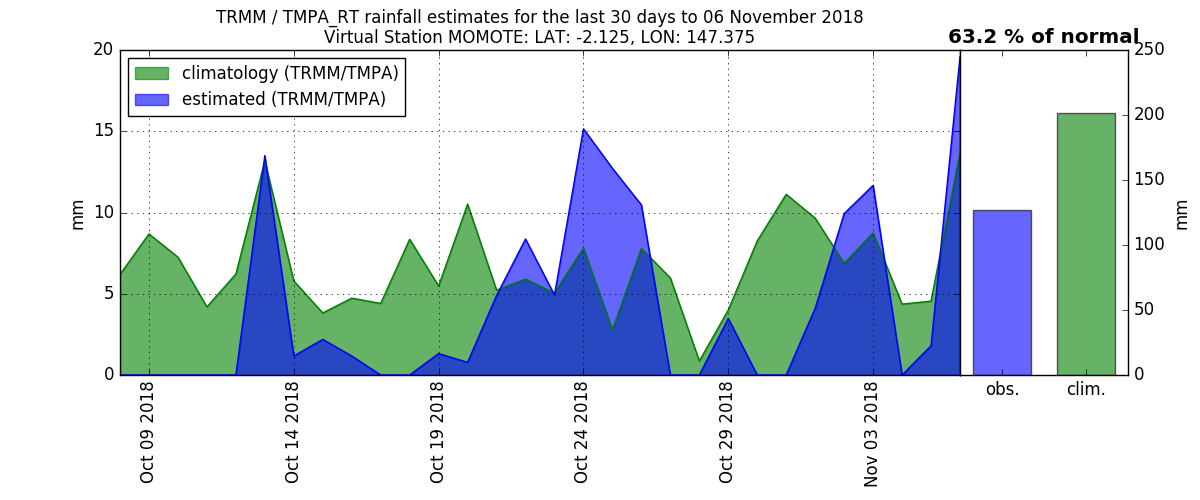 TRMM / TMPA_RT rainfall estimates for the last 30 days to 06 November 2018
Virtual Station MOMOTE: LAT: -2.125, LON: 147.375
63.2 % of normal
climatology (TRMM/TMPA)
estimated (TRMM/TMPA)
20
15
10
5
0
mm
250
200
150
100
50
0
mm
Oct 09 2018
Oct 14 2018
Oct 19 2018
Oct 24 2018
Oct 29 2018
Nov 03 2018
obs.
clim.